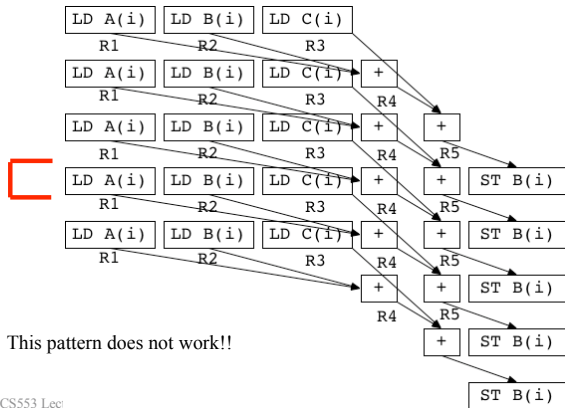 LD A(i) LD B(i) LD C(i)
R1 R2 R3
LD A(i) LD B(i) LD C(i) +
R1 R2 R3 R4
LD A(i) LD B(i) LD C(i) + +
R1 R2 R3 R4 R5
LD A(i) LD B(i) LD C(i) + + ST B(i)
R1 R2 R3 R4 R5
LD A(i) LD B(i) LD C(i) + + ST B(i)
R1 R2 R3 R4 R5
+ + ST B(i)
R4 R5
This pattern does not work!! + ST B(i)
ST B(i)
CS553 Lec